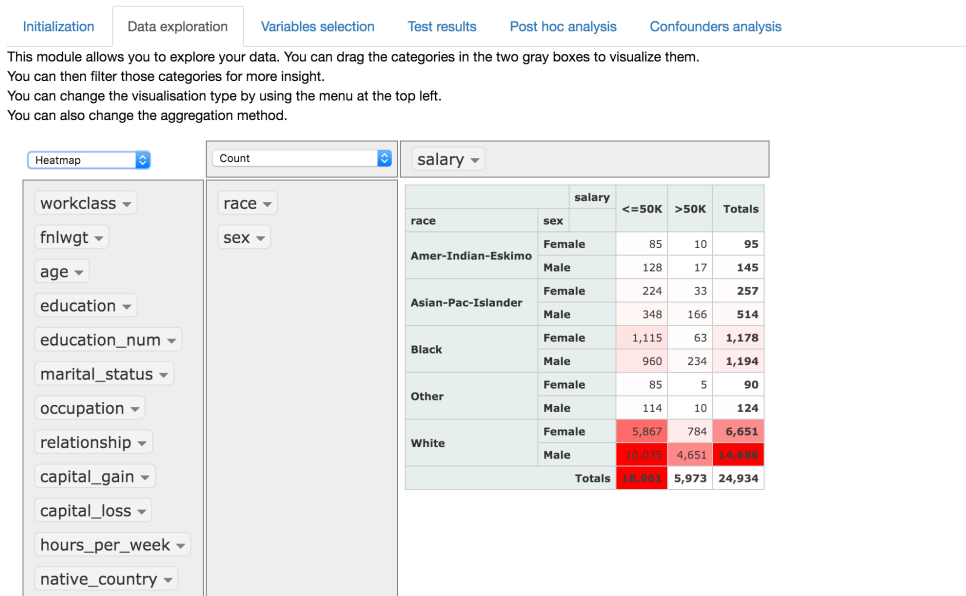 Initialization Data exploration Variables selection Test results Post hoc analysis Confounders analysis
This module allows you to explore your data. You can drag the categories in the two gray boxes to visualize them.
You can then filter those categories for more insight.
You can change the visualisation type by using the menu at the top left.
You can also change the aggregation method.
Heatmap Count salary
workclass
fnlwgt
age
education
education_num
marital_status
occupation
relationship
capital_gain
capital_loss
hours_per_week
native_country
race
sex
salary <=50K >50K Totals
race sex
Amer-Indian-Eskimo Female 85 10 95
Male 128 17 145
Asian-Pac-Islander Female 224 33 257
Male 348 166 514
Black Female 1,115 63 1,178
Male 960 234 1,194
Other Female 85 5 90
Male 114 10 124
White Female 5,867 784 6,651
Male 10,035 4,651 14,686
Totals 18,961 5,973 24,934